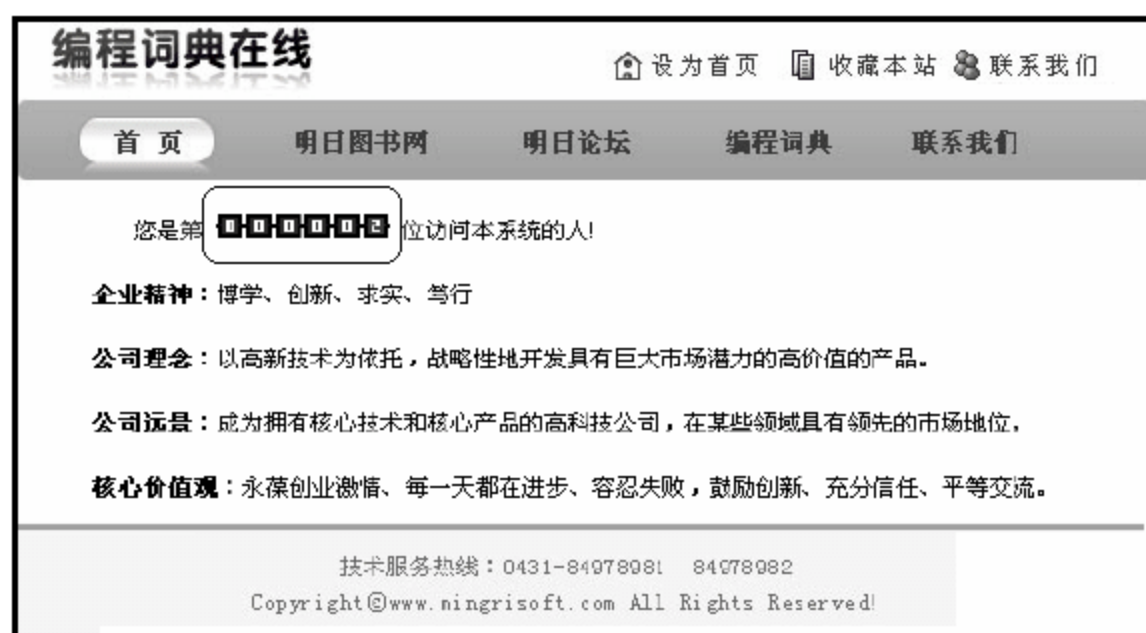 编程词典在线
设为首页 收藏本站 联系我们
首页 明日图书网 明日论坛 编程词典 联系我们
您是第 000002 位访问本系统的人!
企业精神：博学、创新、求实、笃行
公司理念：以高新技术为依托，战略性地开发具有巨大市场潜力的高价值的产品。
公司远景：成为拥有核心技术和核心产品的高科技公司，在某些领域具有领先的市场地位.
核心价值观：永葆创业激情、每一天都在进步、容忍失败，鼓励创新、充分信任、平等交流。
技术服务热线：0431-84978981 84978982
Copyright©www.mingrisoft.com All Rights Reserved!